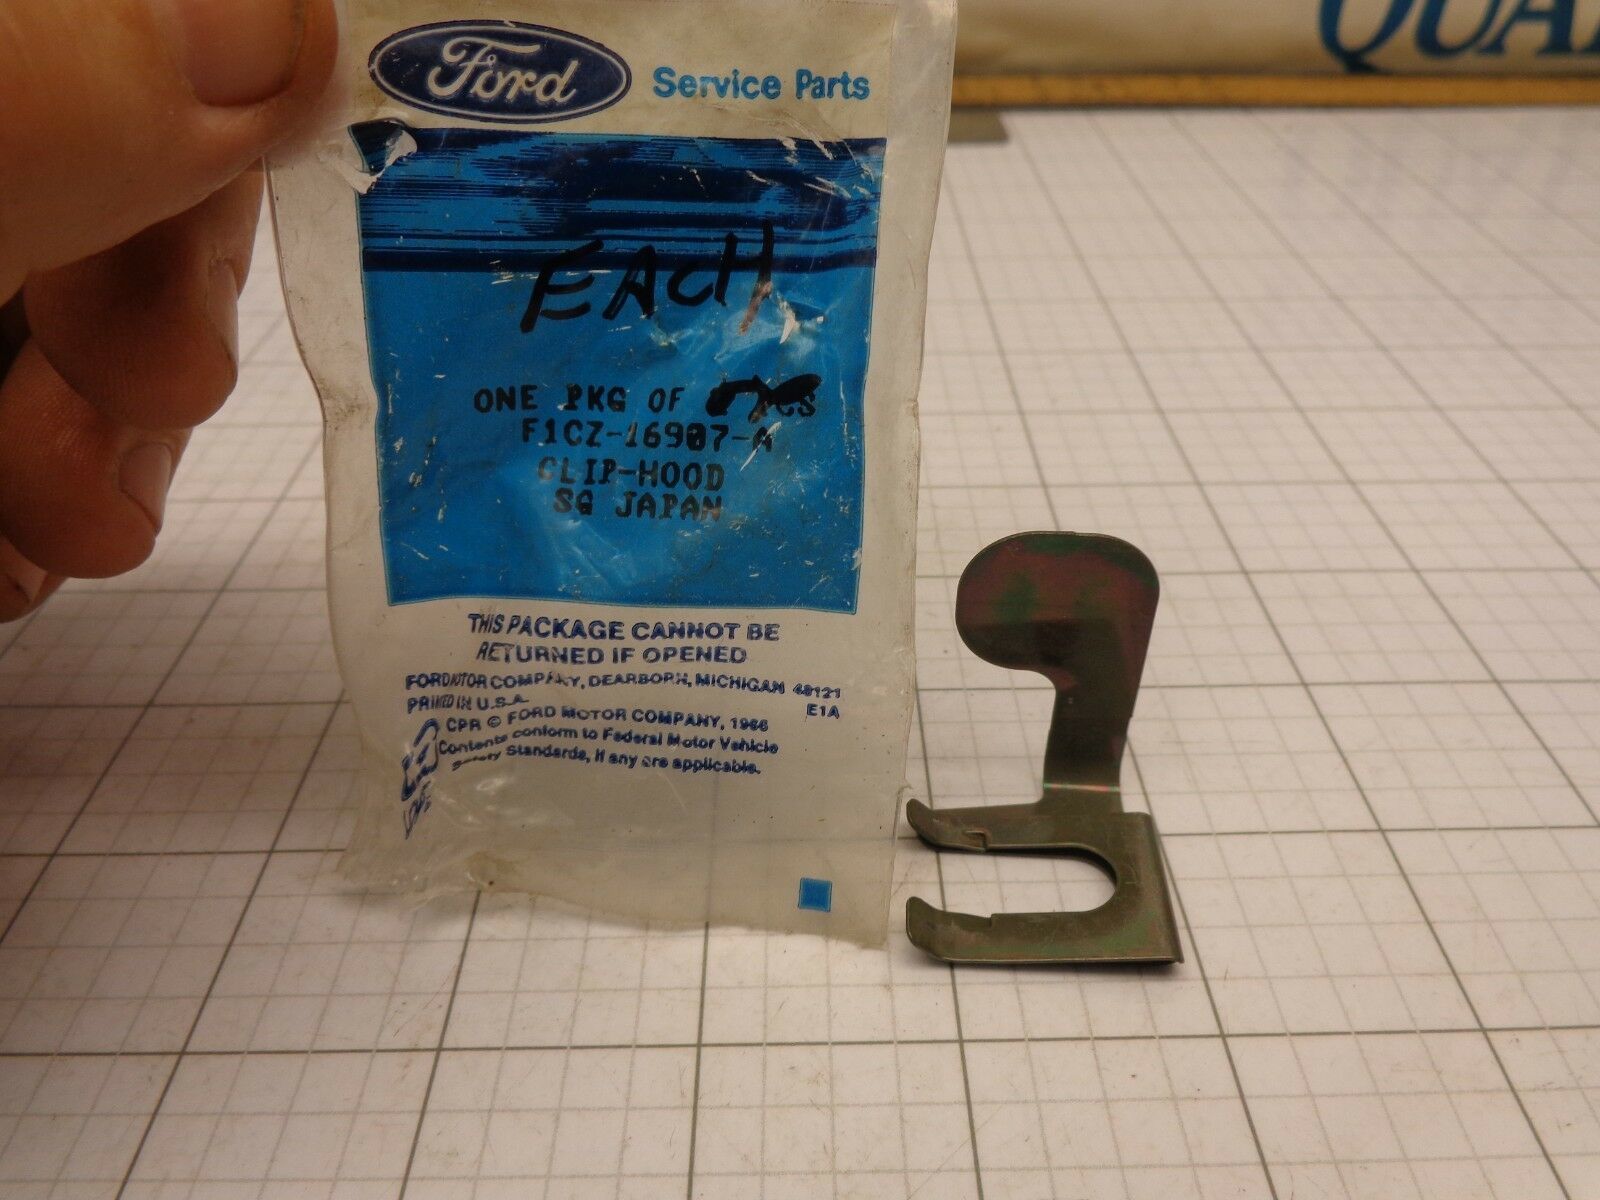 Ford
Service Parts
EACH
ONE PKG OF
F1CZ-16907-A
CLIP-HOOD
SG JAPAN
THIS PACKAGE CANNOT BE
RETURNED IF OPENED
FORD MOTOR COMPANY, DEARBORN, MICHIGAN 48121
PRINTED IN U.S.A. E1A
CPR © FORD MOTOR COMPANY, 1966
Contents conform to Federal Motor Vehicle
Safety Standards, if any are applicable.